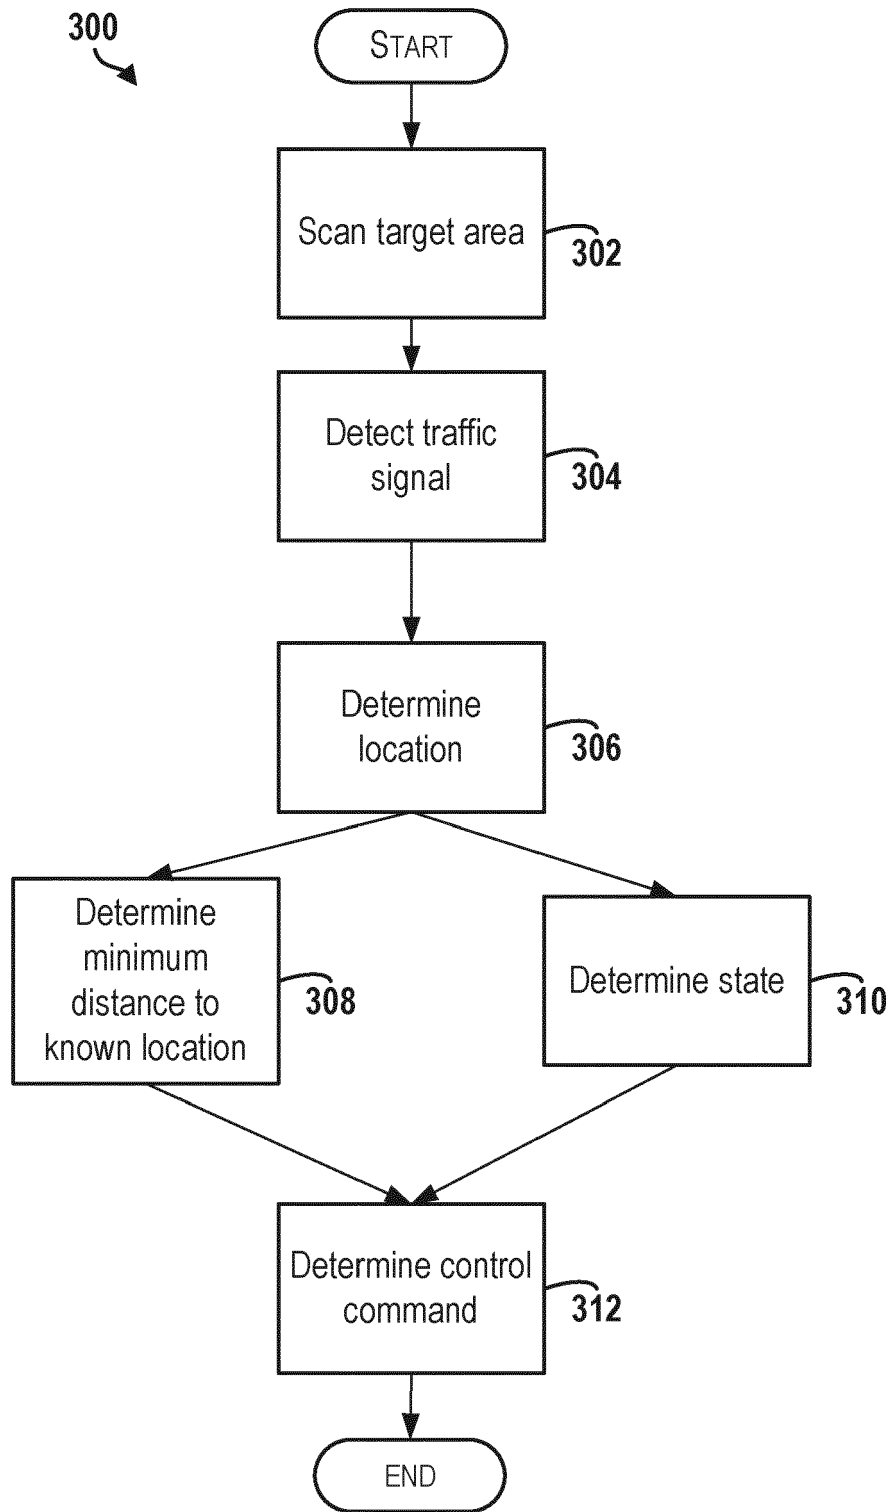 300
START
Scan target area
302
Detect traffic
signal
304
Determine
location
306
Determine
minimum
distance to
known location
308
Determine state
310
Determine control
command
312
END